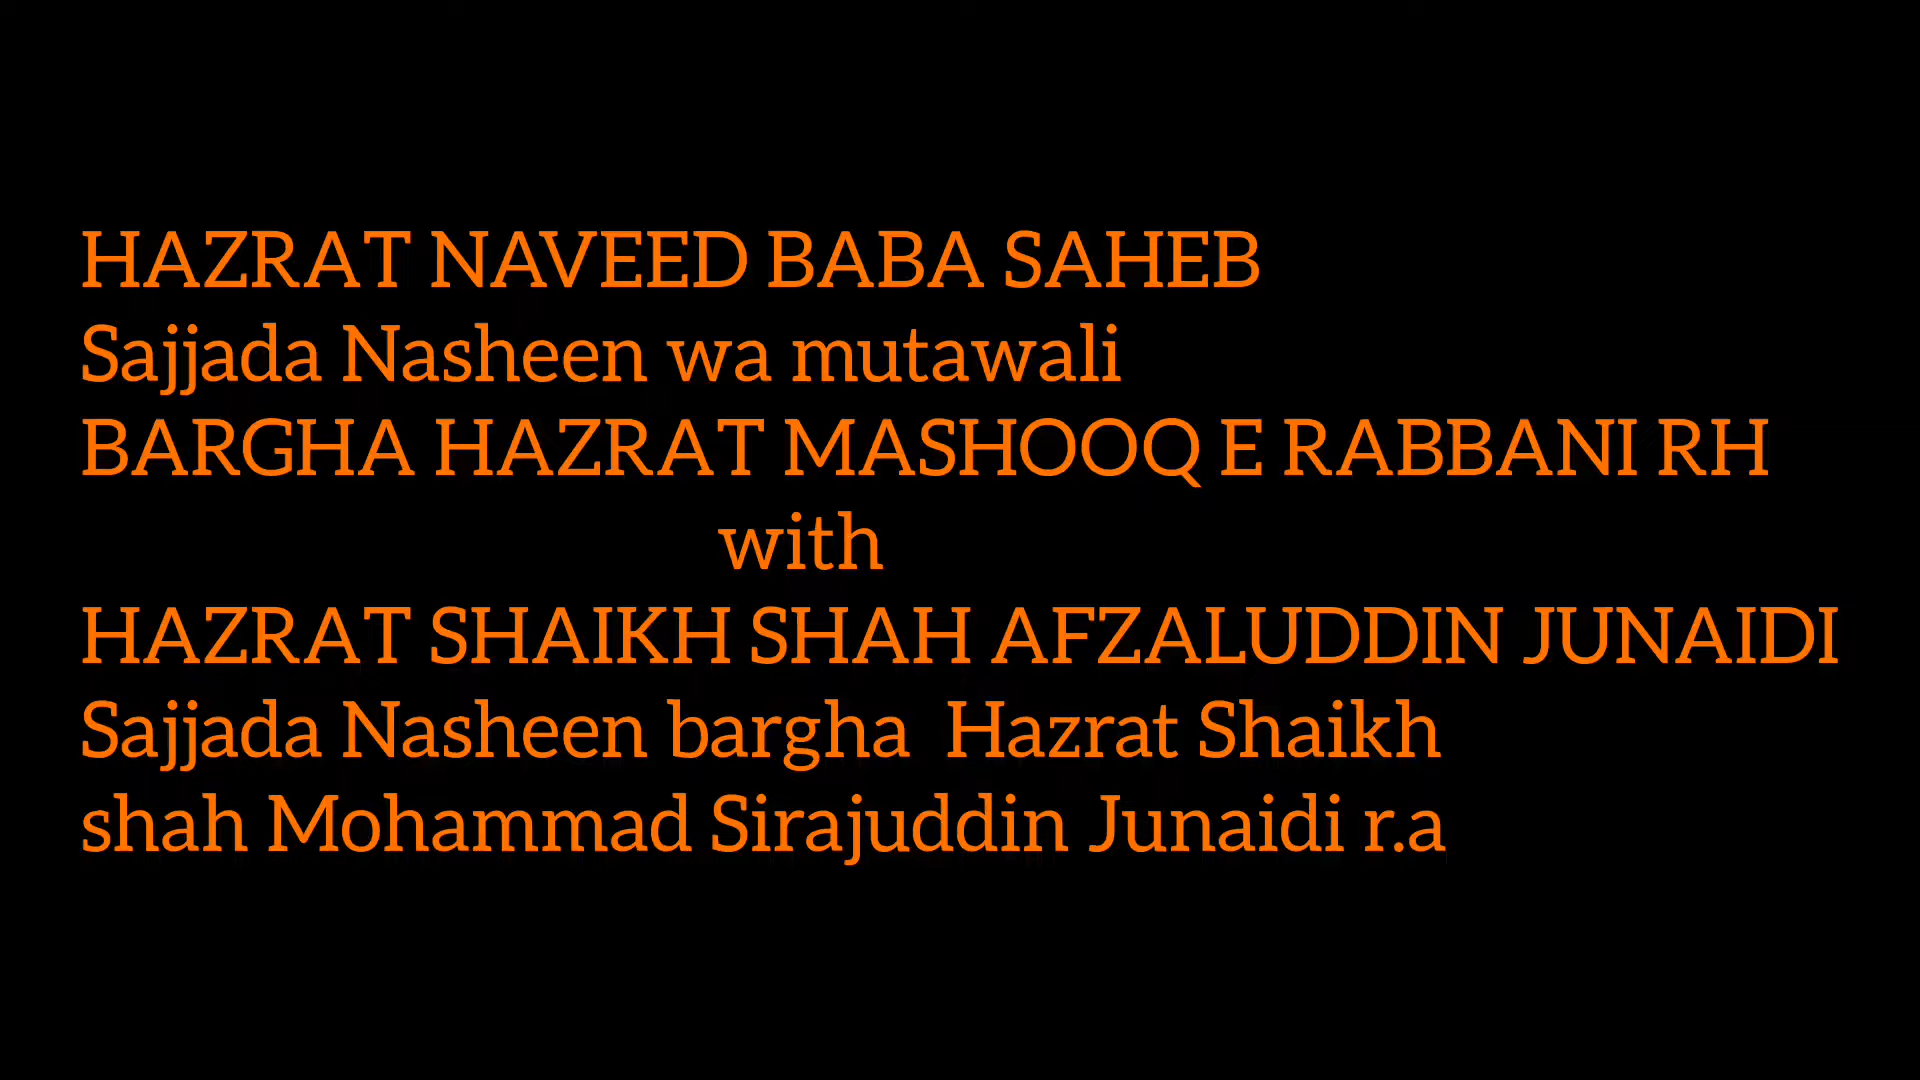 HAZRAT NAVEED BABA SAHEB
Sajjada Nasheen wa mutawali
BARGHA HAZRAT MASHOOQ E RABBANI RH
with
HAZRAT SHAIKH SHAH AFZALUDDIN JUNAIDI
Sajjada Nasheen bargha  Hazrat Shaikh
shah Mohammad Sirajuddin Junaidi r.a